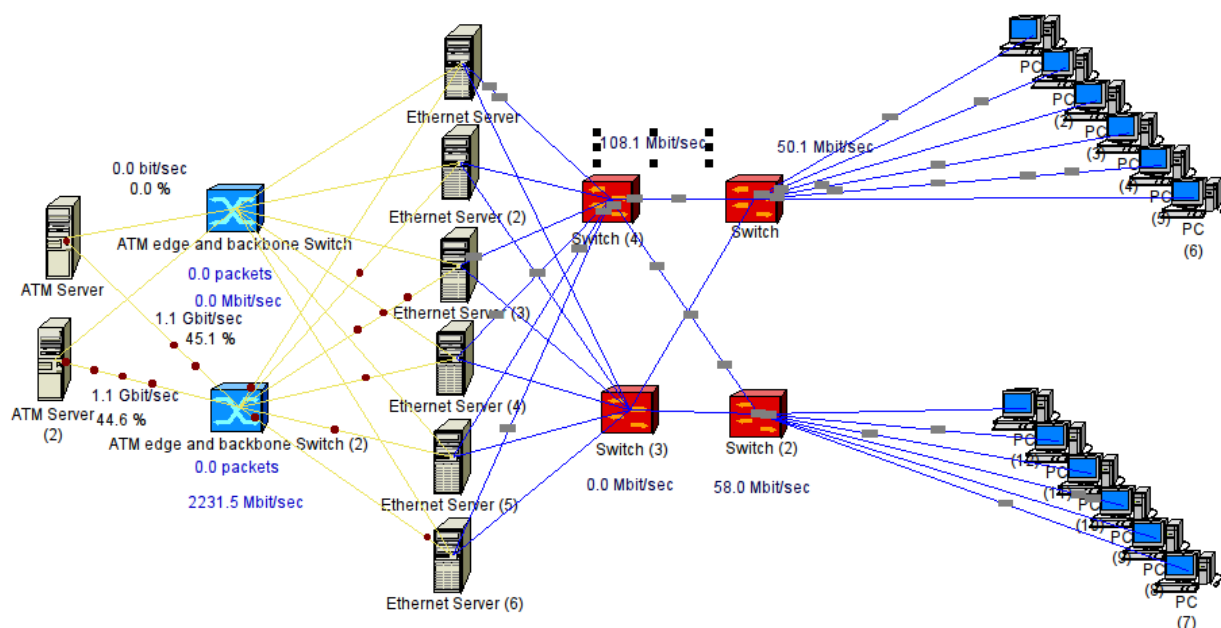 PC
PC
PC
(2)
PC
(3)
PC
(4)
PC
(5)
PC
(6)
Ethernet Server
108.1 Mbit/sec
50.1 Mbit/sec
0.0 bit/sec
0.0 %
Ethernet Server (2)
ATM edge and backbone Switch
Switch (4)
Switch
ATM Server
0.0 packets
0.0 Mbit/sec
Ethernet Server (3)
1.1 Gbit/sec
45.1 %
1.1 Gbit/sec
44.6 %
ATM Server
(2)
Ethernet Server (4)
ATM edge and backbone Switch (2)
0.0 packets
2231.5 Mbit/sec
Switch (3)
Switch (2)
0.0 Mbit/sec
58.0 Mbit/sec
Ethernet Server (5)
Ethernet Server (6)
PC
(12)
PC
(11)
PC
(10)
PC
(9)
PC
(8)
PC
(7)